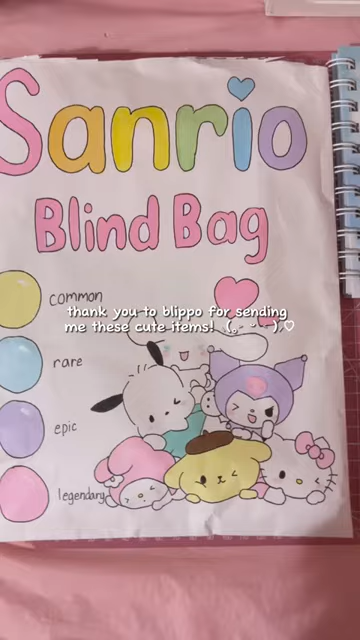 Sanrio
Blind Bag
common
thank you to blippo for sending
me these cute items! (｡ᵕ ᵕ｡)♡
rare
epic
legendary